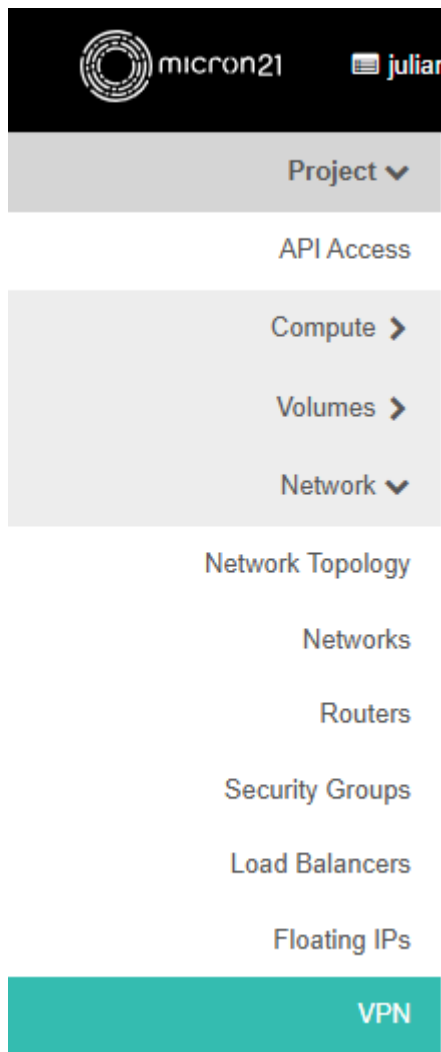 micron21 julian
Project
API Access
Compute
Volumes
Network
Network Topology
Networks
Routers
Security Groups
Load Balancers
Floating IPs
VPN